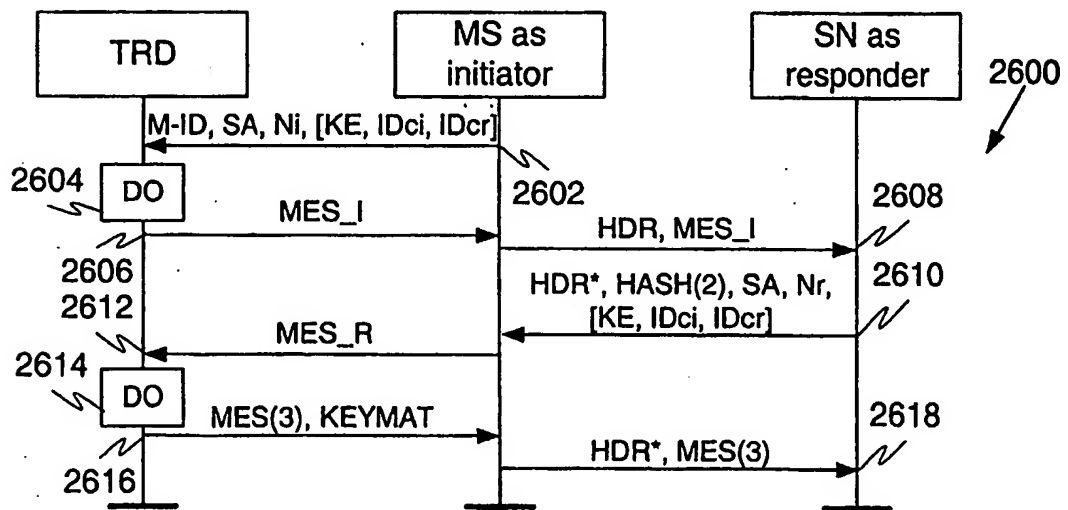 TRD
MS as
initiator
SN as
responder
2600
M-ID, SA, Ni, [KE, IDci, IDcr]
2602
2604
DO
MES_I
2606
HDR, MES_I
2608
HDR*, HASH(2), SA, Nr,
[KE, IDci, IDcr]
2610
2612
MES_R
2614
DO
MES(3), KEYMAT
2616
HDR*, MES(3)
2618